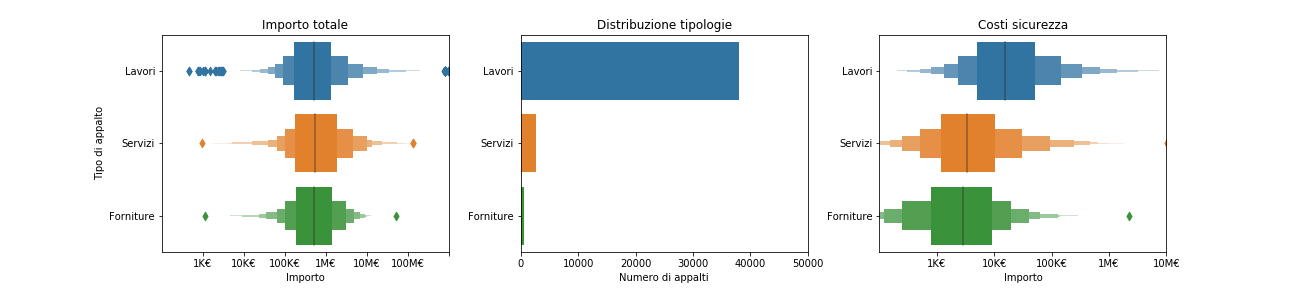 Importo totale
Tipo di appalto
Lavori
Servizi
Forniture
1K€ 10K€ 100K€ 1M€ 10M€ 100M€
Importo
Distribuzione tipologie
Lavori
Servizi
Forniture
0 10000 20000 30000 40000 50000
Numero di appalti
Costi sicurezza
Lavori
Servizi
Forniture
1K€ 10K€ 100K€ 1M€ 10M€
Importo